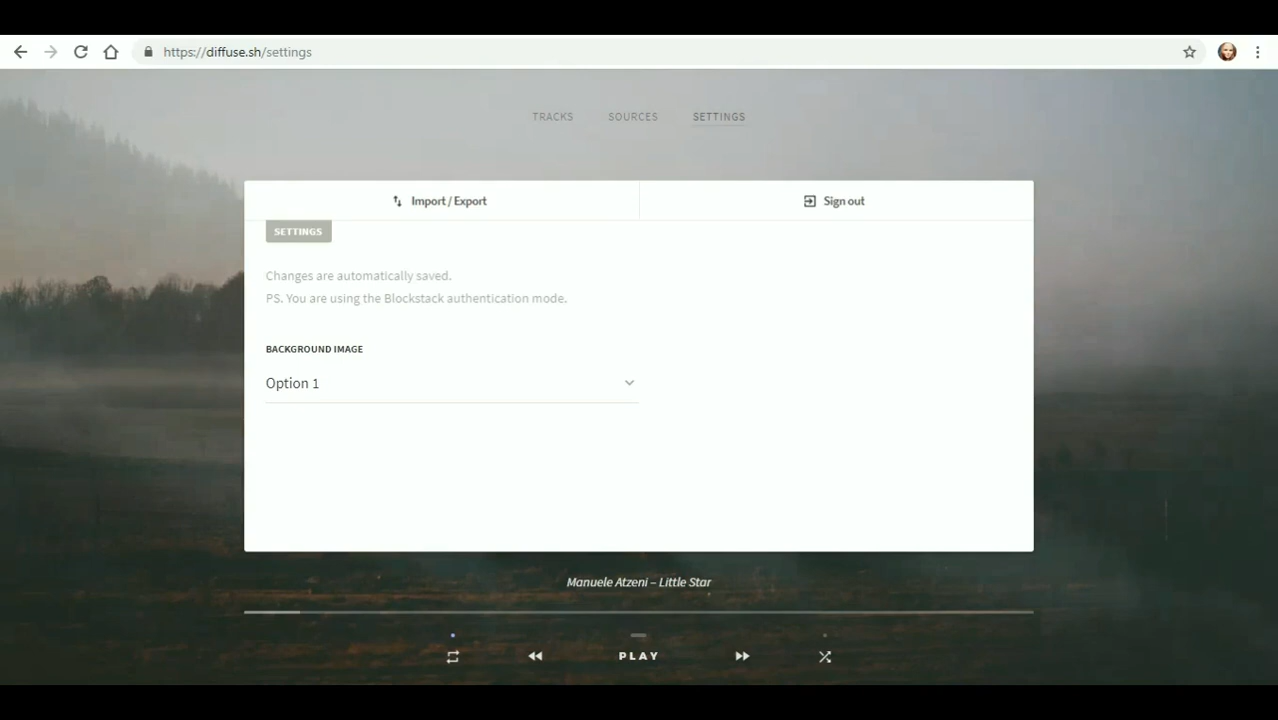 https://diffuse.sh/settings
TRACKS SOURCES SETTINGS
Import / Export Sign out
SETTINGS
Changes are automatically saved.
PS. You are using the Blockstack authentication mode.
BACKGROUND IMAGE
Option 1
Manuele Atzeni – Little Star
PLAY